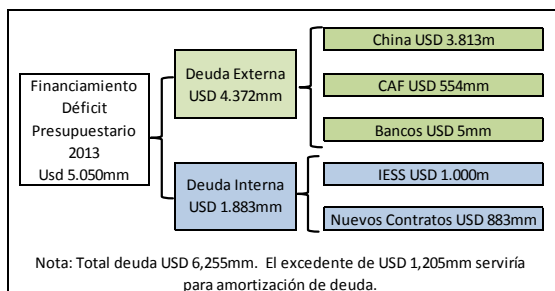 Financiamiento
Déficit
Presupuestario
2013
Usd 5.050mm
Deuda Externa
USD 4.372mm
China USD 3.813m
CAF USD 554mm
Bancos USD 5mm
Deuda Interna
USD 1.883mm
IESS USD 1.000m
Nuevos Contratos USD 883mm
Nota: Total deuda USD 6,255mm. El excedente de USD 1,205mm serviría
para amortización de deuda.